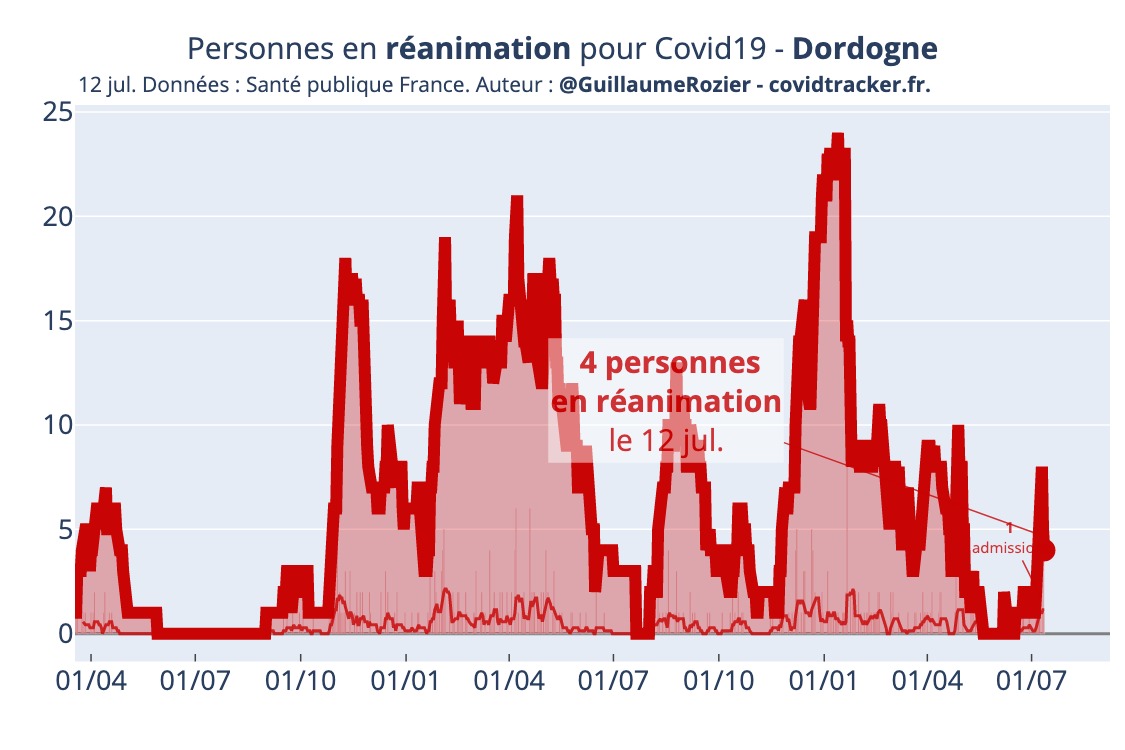 Personnes en réanimation pour Covid19 - Dordogne
12 jul. Données : Santé publique France. Auteur : @GuillaumeRozier - covidtracker.fr.
25
20
15
10
5
0
4 personnes
en réanimation
le 12 jul.
1
admissio
01/04 01/07 01/10 01/01 01/04 01/07 01/10 01/01 01/04 01/07